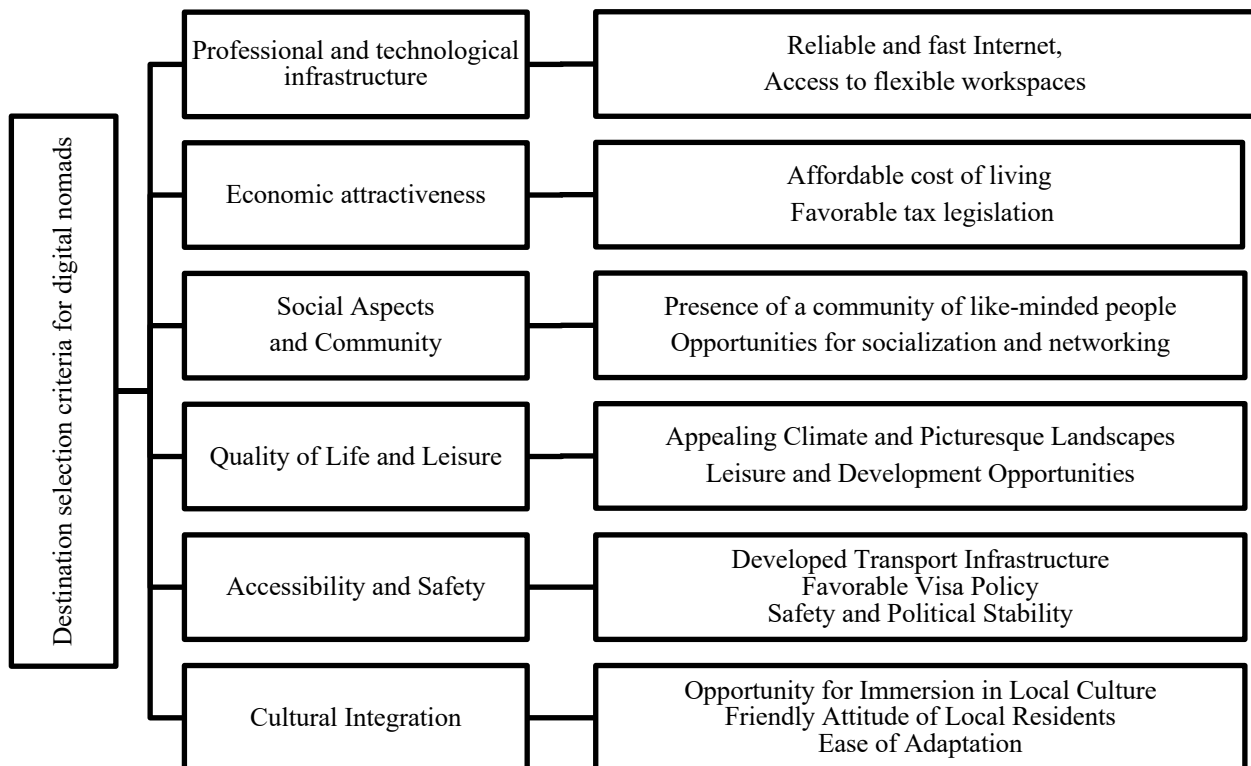 Destination selection criteria for digital nomads
Professional and technological
infrastructure
Reliable and fast Internet,
Access to flexible workspaces
Economic attractiveness
Affordable cost of living
Favorable tax legislation
Social Aspects
and Community
Presence of a community of like-minded people
Opportunities for socialization and networking
Quality of Life and Leisure
Appealing Climate and Picturesque Landscapes
Leisure and Development Opportunities
Accessibility and Safety
Developed Transport Infrastructure
Favorable Visa Policy
Safety and Political Stability
Cultural Integration
Opportunity for Immersion in Local Culture
Friendly Attitude of Local Residents
Ease of Adaptation